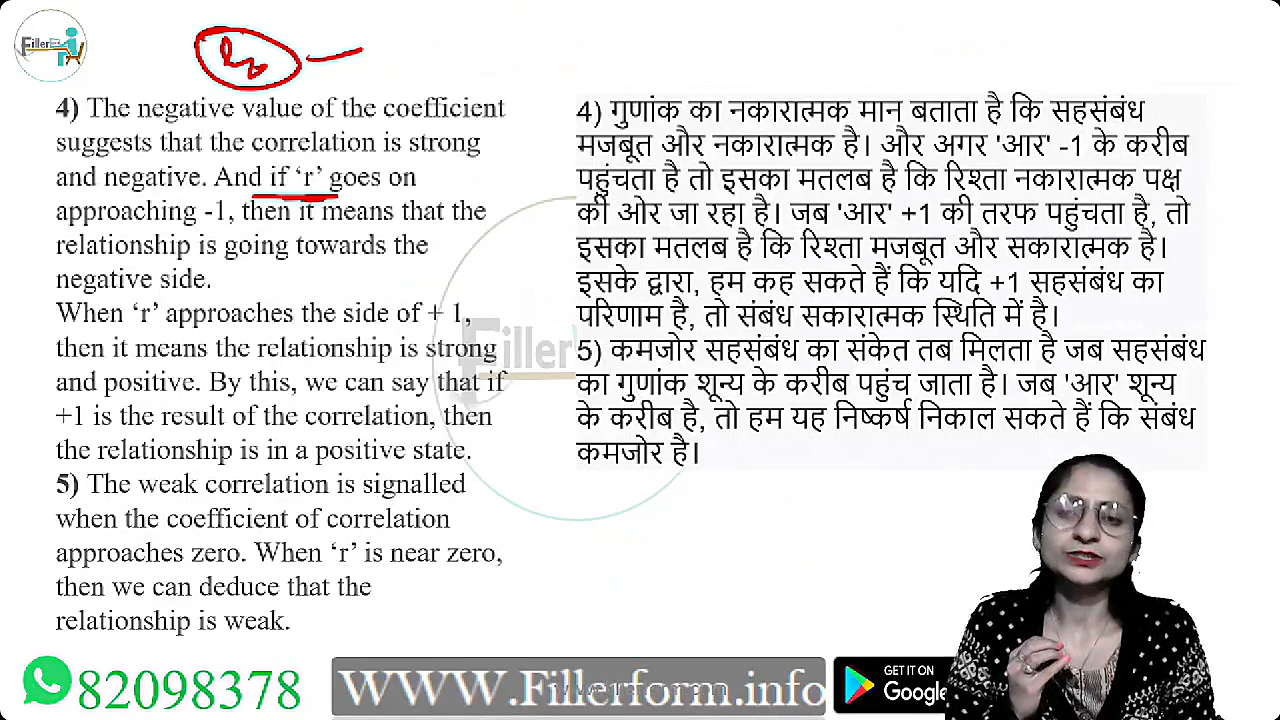 Filler
4) The negative value of the coefficient
suggests that the correlation is strong
and negative. And if ‘r’ goes on
approaching -1, then it means that the
relationship is going towards the
negative side.
When ‘r’ approaches the side of + 1,
then it means the relationship is strong
and positive. By this, we can say that if
+1 is the result of the correlation, then
the relationship is in a positive state.
5) The weak correlation is signalled
when the coefficient of correlation
approaches zero. When ‘r’ is near zero,
then we can deduce that the
relationship is weak.
4) गुणांक का नकारात्मक मान बताता है कि सहसंबंध
मजबूत और नकारात्मक है। और अगर 'आर' -1 के करीब
पहुंचता है तो इसका मतलब है कि रिश्ता नकारात्मक पक्ष
की ओर जा रहा है। जब 'आर' +1 की तरफ पहुंचता है, तो
इसका मतलब है कि रिश्ता मजबूत और सकारात्मक है।
इसके द्वारा, हम कह सकते हैं कि यदि +1 सहसंबंध का
परिणाम है, तो संबंध सकारात्मक स्थिति में है।
5) कमजोर सहसंबंध का संकेत तब मिलता है जब सहसंबंध
का गुणांक शून्य के करीब पहुंच जाता है। जब 'आर' शून्य
के करीब है, तो हम यह निष्कर्ष निकाल सकते हैं कि संबंध
कमजोर है।
Filler
82098378
WWW.Fillerform.info
GET IT ON
Google